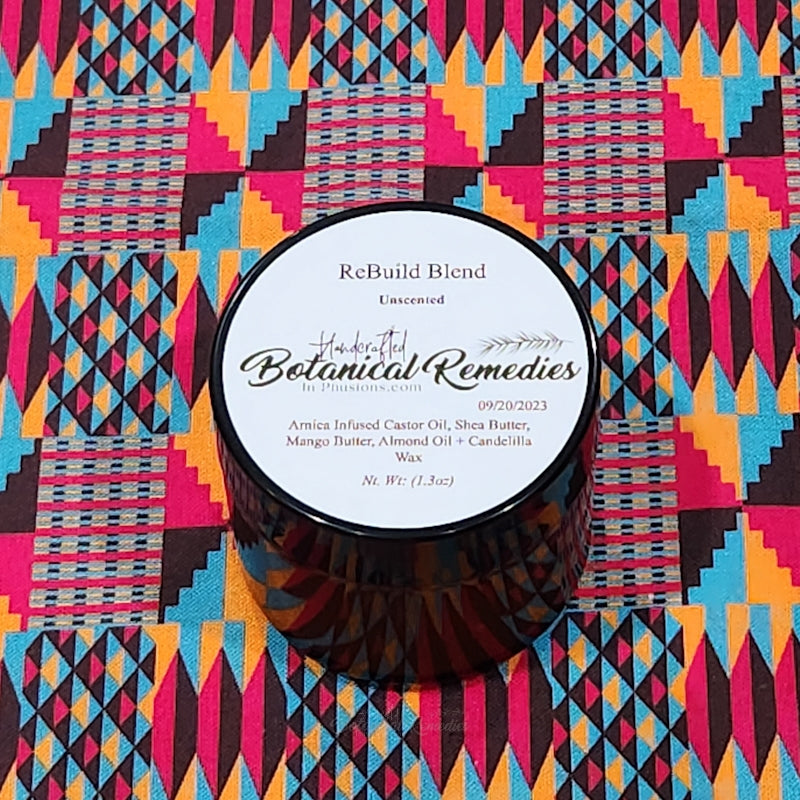 ReBuild Blend
Unscented
Handcrafted
Botanical Remedies
In Phusions.com
09/20/2023
Arnica Infused Castor Oil, Shea Butter,
Mango Butter, Almond Oil + Candelilla
Wax
Nt. Wt: (1.3oz)
Remedies